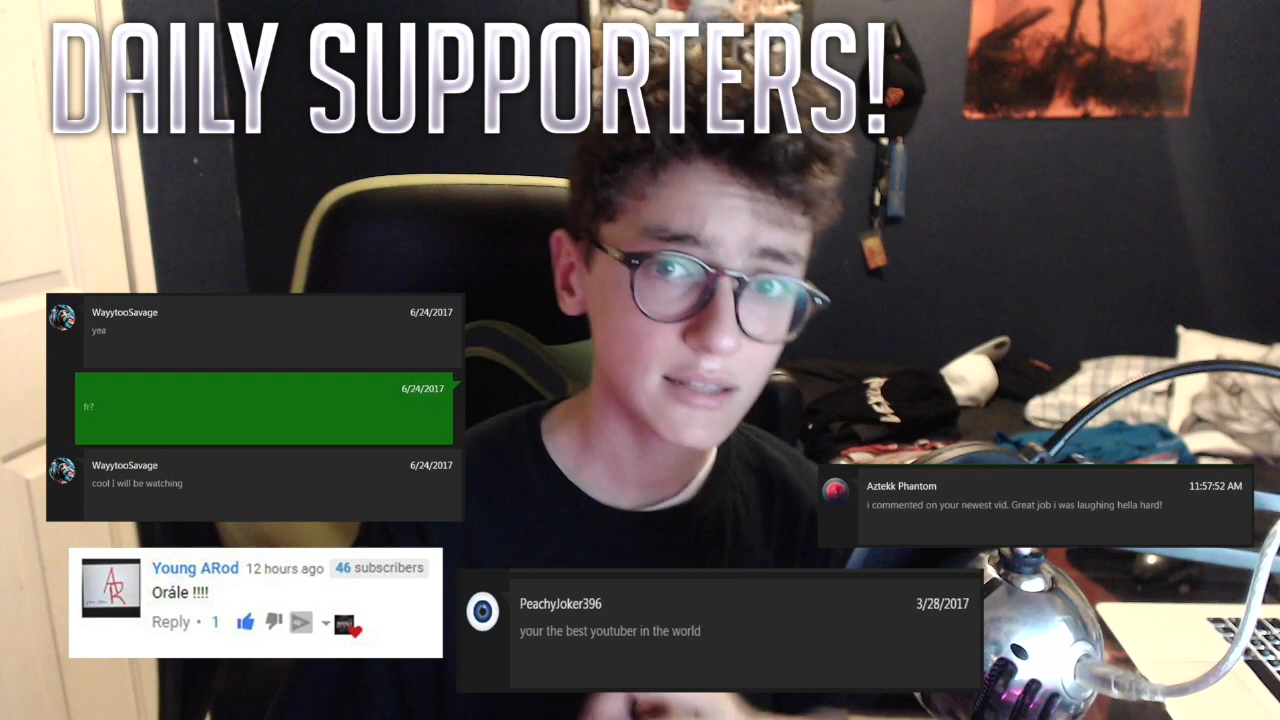 DAILY SUPPORTERS!
WayytooSavage 6/24/2017
yea
6/24/2017
fr?
WayytooSavage 6/24/2017
cool I will be watching
Aztekk Phantom 11:57:52 AM
i commented on your newest vid. Great job i was laughing hella hard!
Young ARod 12 hours ago 46 subscribers
Orále !!!!
Reply • 1
PeachyJoker396 3/28/2017
your the best youtuber in the world